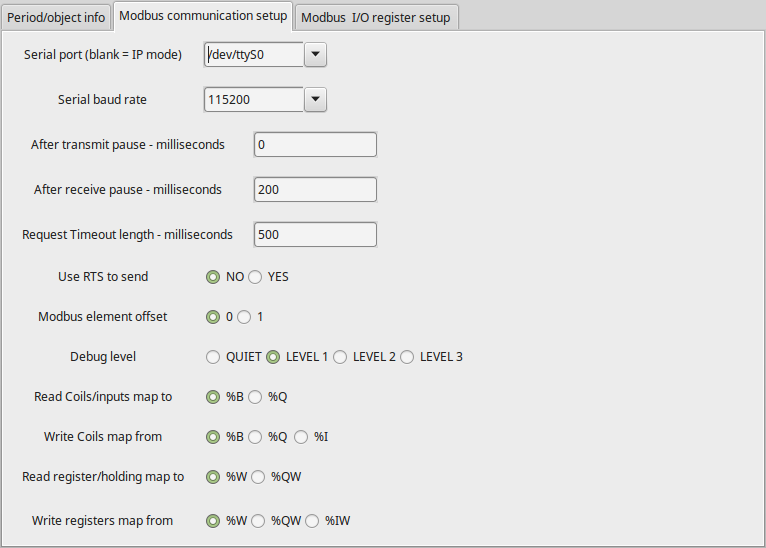 Period/object info Modbus communication setup Modbus I/O register setup
Serial port (blank = IP mode) /dev/ttyS0
Serial baud rate 115200
After transmit pause - milliseconds 0
After receive pause - milliseconds 200
Request Timeout length - milliseconds 500
Use RTS to send NO YES
Modbus element offset 0 1
Debug level QUIET LEVEL 1 LEVEL 2 LEVEL 3
Read Coils/inputs map to %B %Q
Write Coils map from %B %Q %I
Read register/holding map to %W %QW
Write registers map from %W %QW %IW